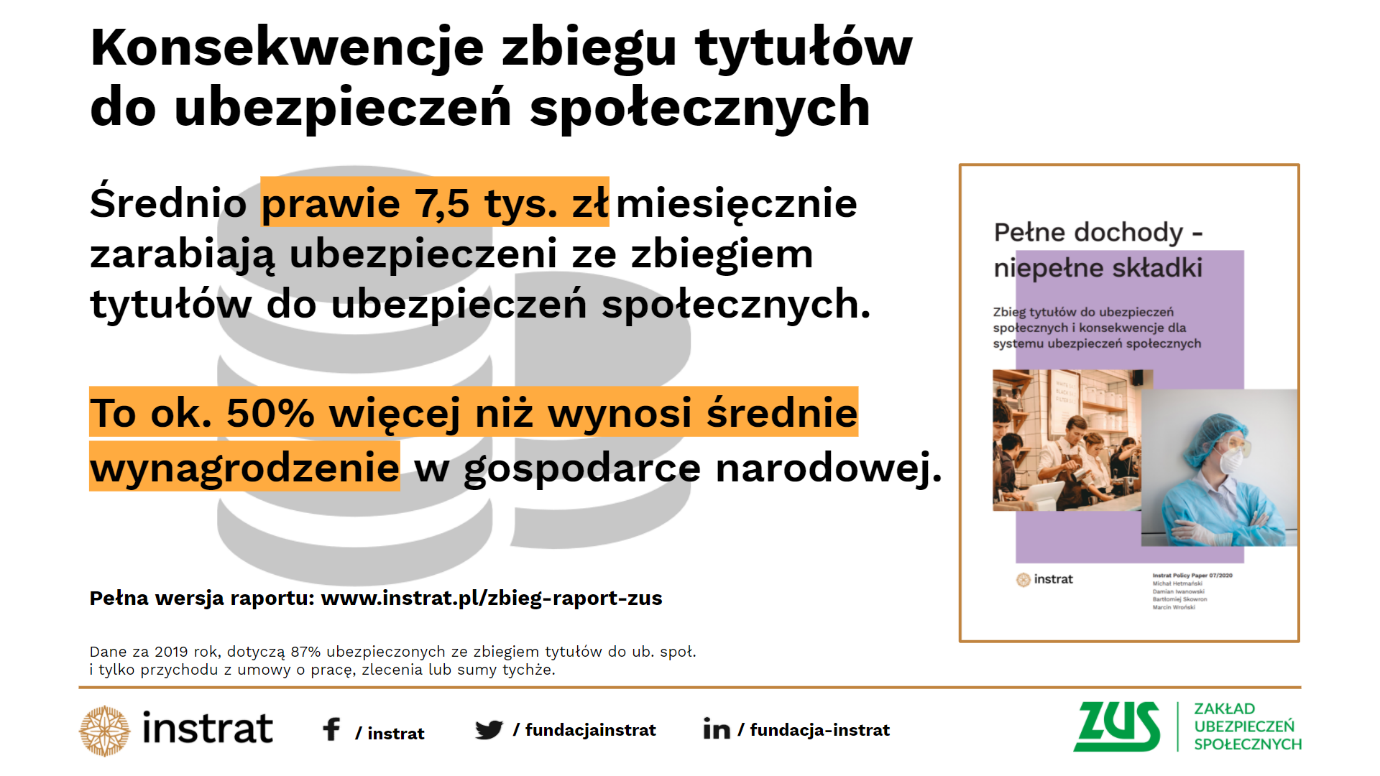 Konsekwencje zbiegu tytułów
do ubezpieczeń społecznych
Średnio prawie 7,5 tys. zł miesięcznie
zarabiają ubezpieczeni ze zbiegiem
tytułów do ubezpieczeń społecznych.
To ok. 50% więcej niż wynosi średnie
wynagrodzenie w gospodarce narodowej.
Pełna wersja raportu: www.instrat.pl/zbieg-raport-zus
Dane za 2019 rok, dotyczą 87% ubezpieczonych ze zbiegiem tytułów do ub. społ.
i tylko przychodu z umowy o pracę, zlecenia lub sumy tychże.
Pełne dochody -
niepełne składki
Zbieg tytułów do ubezpieczeń
społecznych i konsekwencje dla
systemu ubezpieczeń społecznych
instrat
Instrat Policy Paper 07/2020
Michał Hetmański
Damian Iwanowski
Bartłomiej Skowron
Marcin Wroński
instrat
/ instrat
/ fundacjainstrat
/ fundacja-instrat
ZUS
ZAKŁAD
UBEZPIECZEŃ
SPOŁECZNYCH